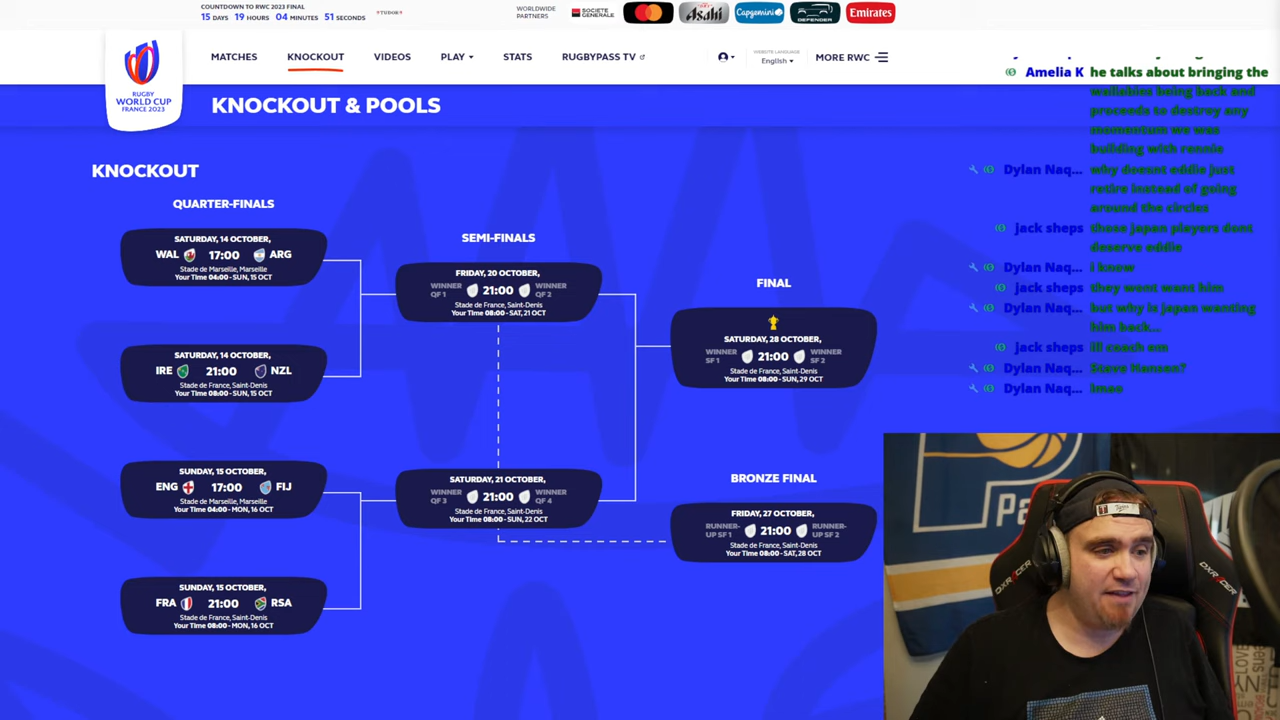 COUNTDOWN TO RWC 2023 FINAL
15 DAYS 19 HOURS 04 MINUTES 51 SECONDS
TUDOR
WORLDWIDE
PARTNERS
SOCIETE
GENERALE
Asahi
Capgemini
DEFENDER
Emirates
MATCHES KNOCKOUT VIDEOS PLAY STATS RUGBYPASS TV
WEBSITE LANGUAGE
English
MORE RWC
RUGBY
WORLD CUP
FRANCE 2023
KNOCKOUT & POOLS
KNOCKOUT
QUARTER-FINALS
SATURDAY, 14 OCTOBER,
WAL 17:00 ARG
Stade de Marseille, Marseille
Your Time 04:00 - SUN, 15 OCT
SATURDAY, 14 OCTOBER,
IRE 21:00 NZL
Stade de France, Saint-Denis
Your Time 08:00 - SUN, 15 OCT
SUNDAY, 15 OCTOBER,
ENG 17:00 FIJ
Stade de Marseille, Marseille
Your Time 04:00 - MON, 16 OCT
SUNDAY, 15 OCTOBER,
FRA 21:00 RSA
Stade de France, Saint-Denis
Your Time 08:00 - MON, 16 OCT
SEMI-FINALS
FRIDAY, 20 OCTOBER,
WINNER QF 1 21:00 WINNER QF 2
Stade de France, Saint-Denis
Your Time 08:00 - SAT, 21 OCT
SATURDAY, 21 OCTOBER,
WINNER QF 3 21:00 WINNER QF 4
Stade de France, Saint-Denis
Your Time 08:00 - SUN, 22 OCT
FINAL
SATURDAY, 28 OCTOBER,
WINNER SF 1 21:00 WINNER SF 2
Stade de France, Saint-Denis
Your Time 08:00 - SUN, 29 OCT
BRONZE FINAL
FRIDAY, 27 OCTOBER,
RUNNER-UP SF 1 21:00 RUNNER-UP SF 2
Stade de France, Saint-Denis
Your Time 08:00 - SAT, 28 OCT
Amelia K he talks about bringing the
wallabies being back and
proceeds to destroy any
momentum we was
building with rennie
Dylan Naq... why doesnt eddie just
retire instead of going
around the circles
jack sheps those japan players dont
deserve eddie
Dylan Naq... I know
jack sheps they wont want him
Dylan Naq... but why is japan wanting
him back...
jack sheps ill coach em
Dylan Naq... Steve Hansen?
Dylan Naq... lmao
Pa
DXRACER
DXRACER